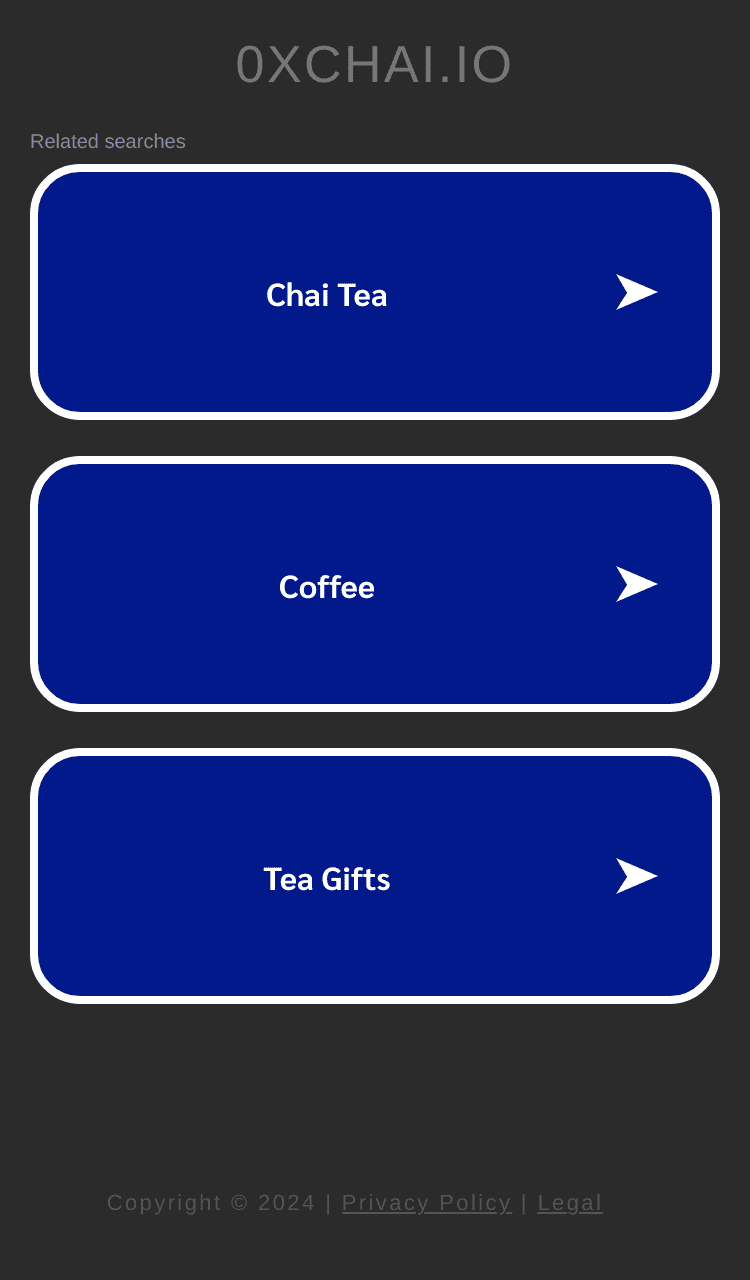 0XCHAI.IO
Related searches
Chai Tea
Coffee
Tea Gifts
Copyright © 2024 | Privacy Policy | Legal